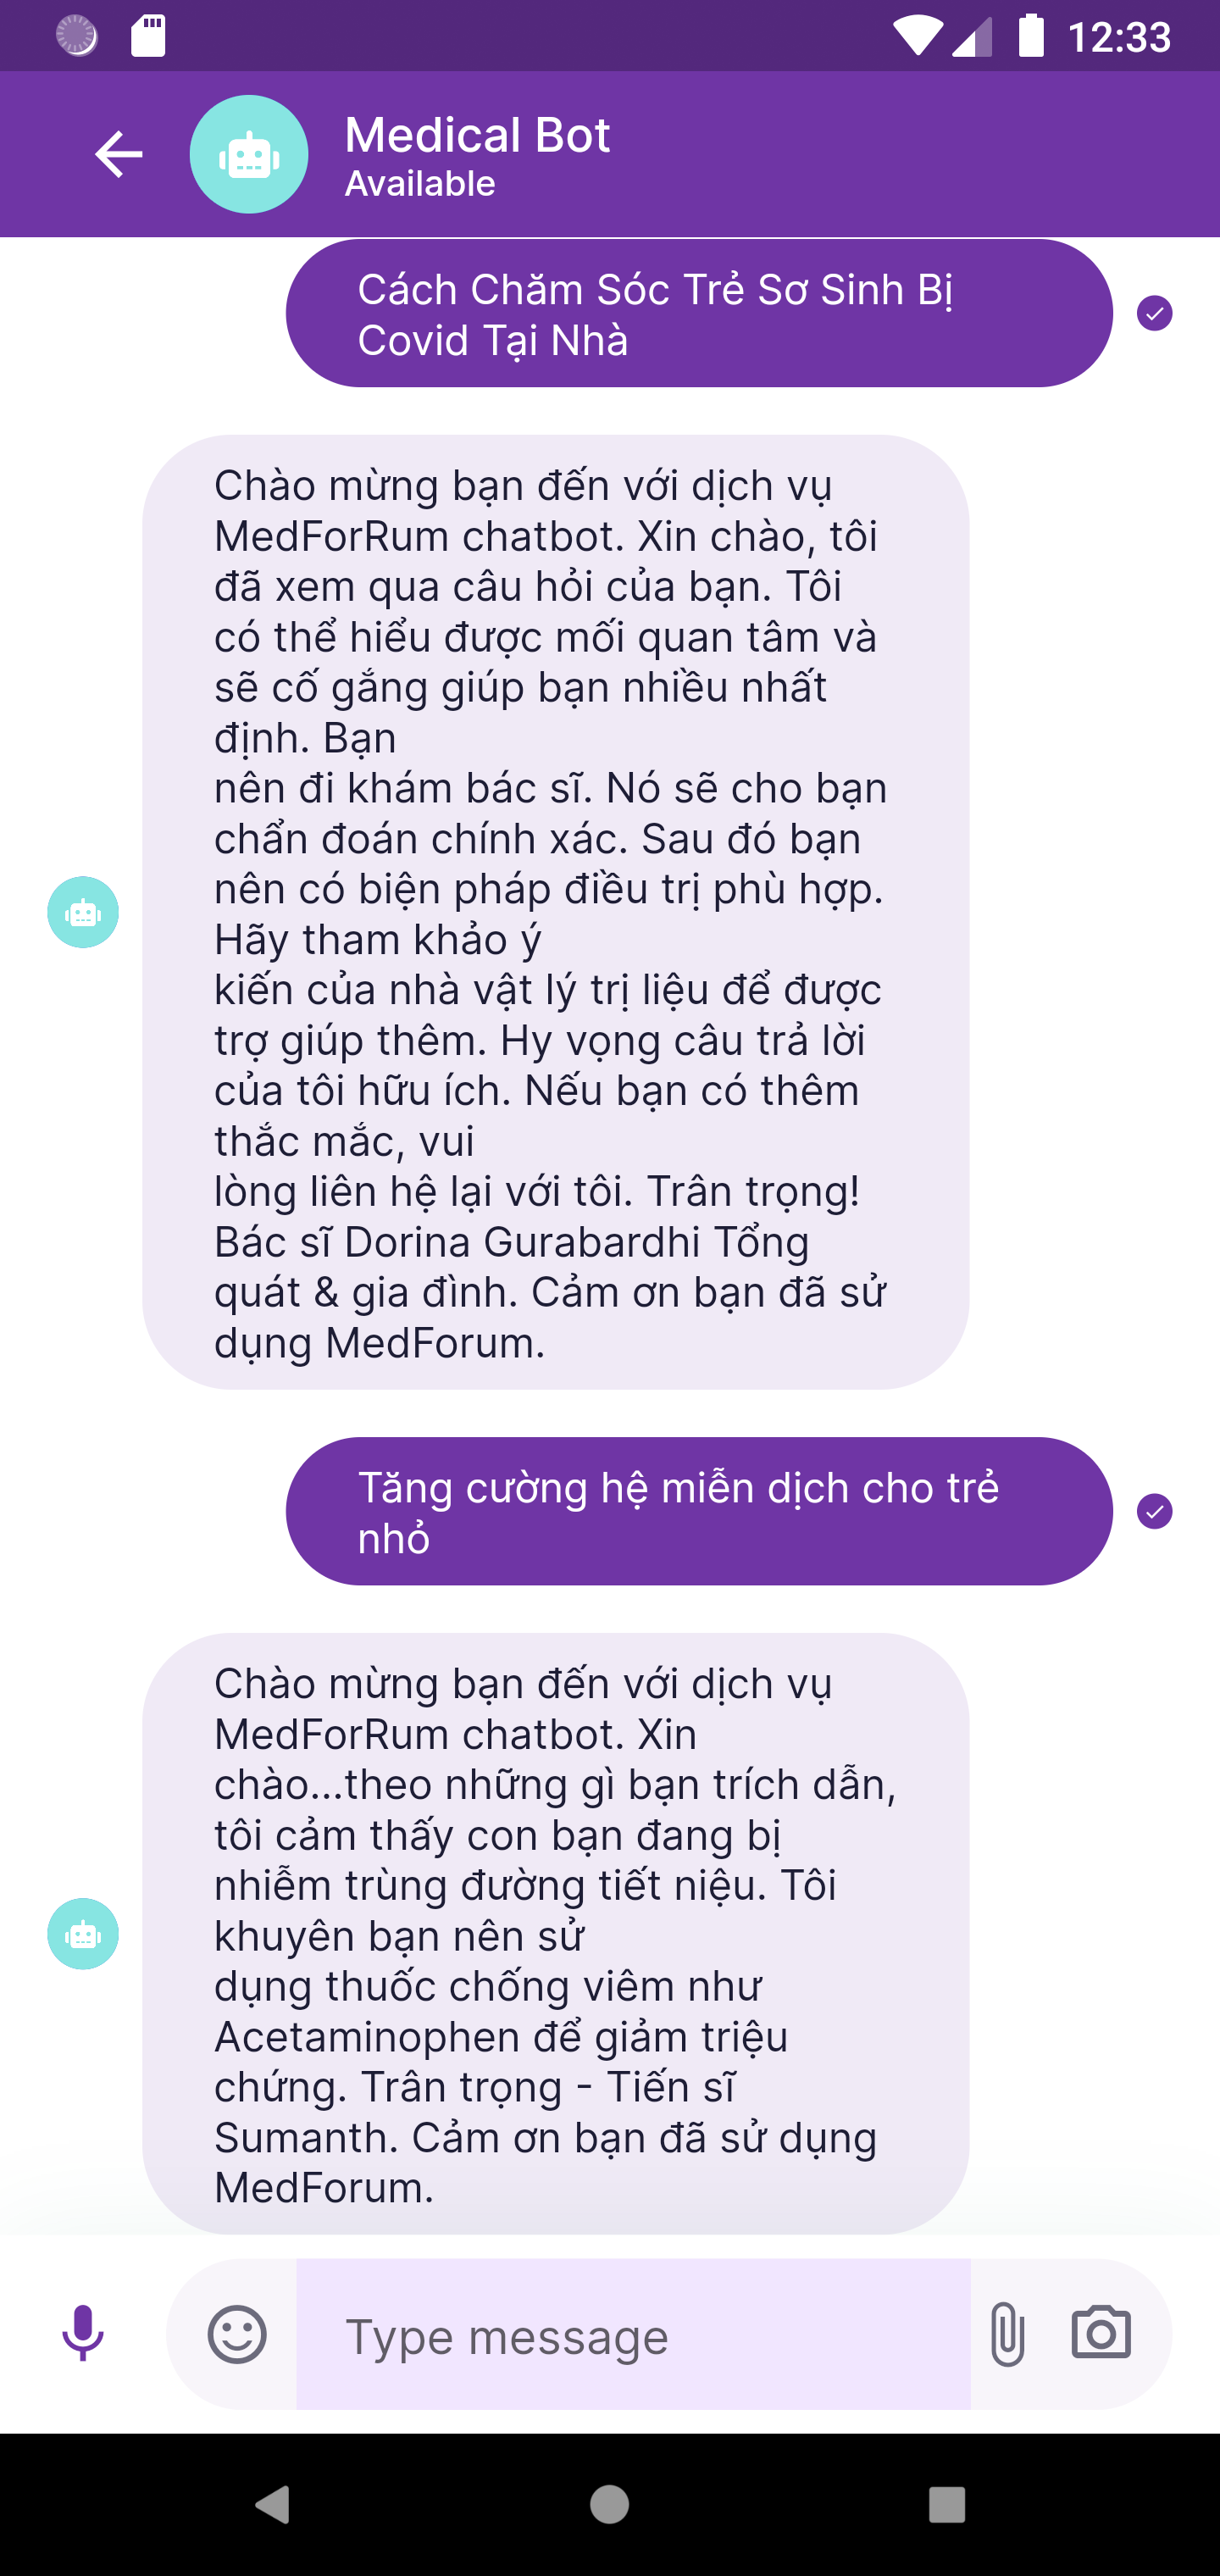 12:33
Medical Bot
Available
Cách Chăm Sóc Trẻ Sơ Sinh Bị
Covid Tại Nhà
Chào mừng bạn đến với dịch vụ
MedForRum chatbot. Xin chào, tôi
đã xem qua câu hỏi của bạn. Tôi
có thể hiểu được mối quan tâm và
sẽ cố gắng giúp bạn nhiều nhất
định. Bạn
nên đi khám bác sĩ. Nó sẽ cho bạn
chẩn đoán chính xác. Sau đó bạn
nên có biện pháp điều trị phù hợp.
Hãy tham khảo ý
kiến của nhà vật lý trị liệu để được
trợ giúp thêm. Hy vọng câu trả lời
của tôi hữu ích. Nếu bạn có thêm
thắc mắc, vui
lòng liên hệ lại với tôi. Trân trọng!
Bác sĩ Dorina Gurabardhi Tổng
quát & gia đình. Cảm ơn bạn đã sử
dụng MedForum.
Tăng cường hệ miễn dịch cho trẻ
nhỏ
Chào mừng bạn đến với dịch vụ
MedForRum chatbot. Xin
chào...theo những gì bạn trích dẫn,
tôi cảm thấy con bạn đang bị
nhiễm trùng đường tiết niệu. Tôi
khuyên bạn nên sử
dụng thuốc chống viêm như
Acetaminophen để giảm triệu
chứng. Trân trọng - Tiến sĩ
Sumanth. Cảm ơn bạn đã sử dụng
MedForum.
Type message